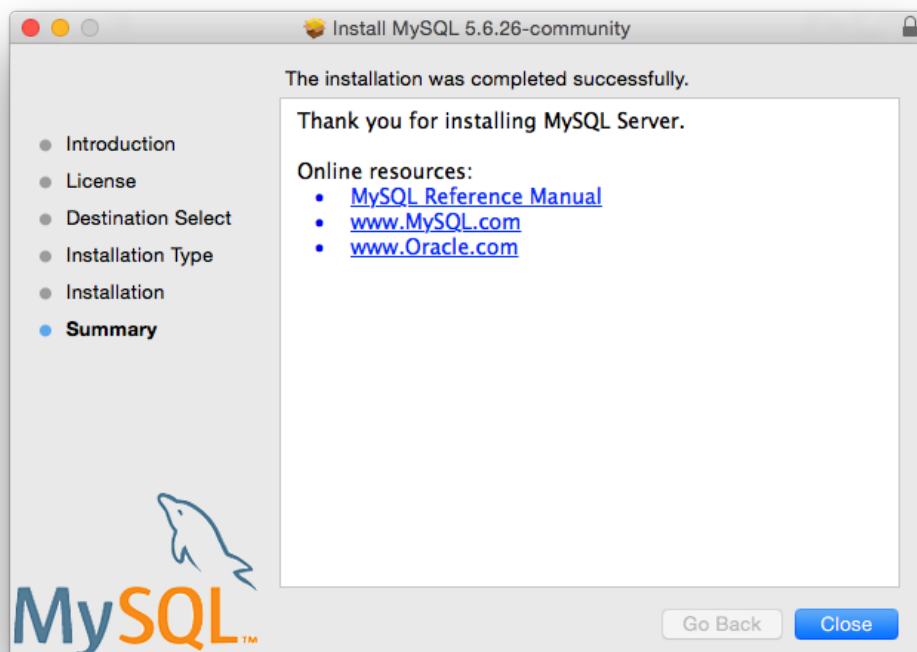 Install MySQL 5.6.26-community
The installation was completed successfully.
Introduction
License
Destination Select
Installation Type
Installation
Summary
Thank you for installing MySQL Server.
Online resources:
• MySQL Reference Manual
• www.MySQL.com
• www.Oracle.com
MySQL™
Go Back
Close